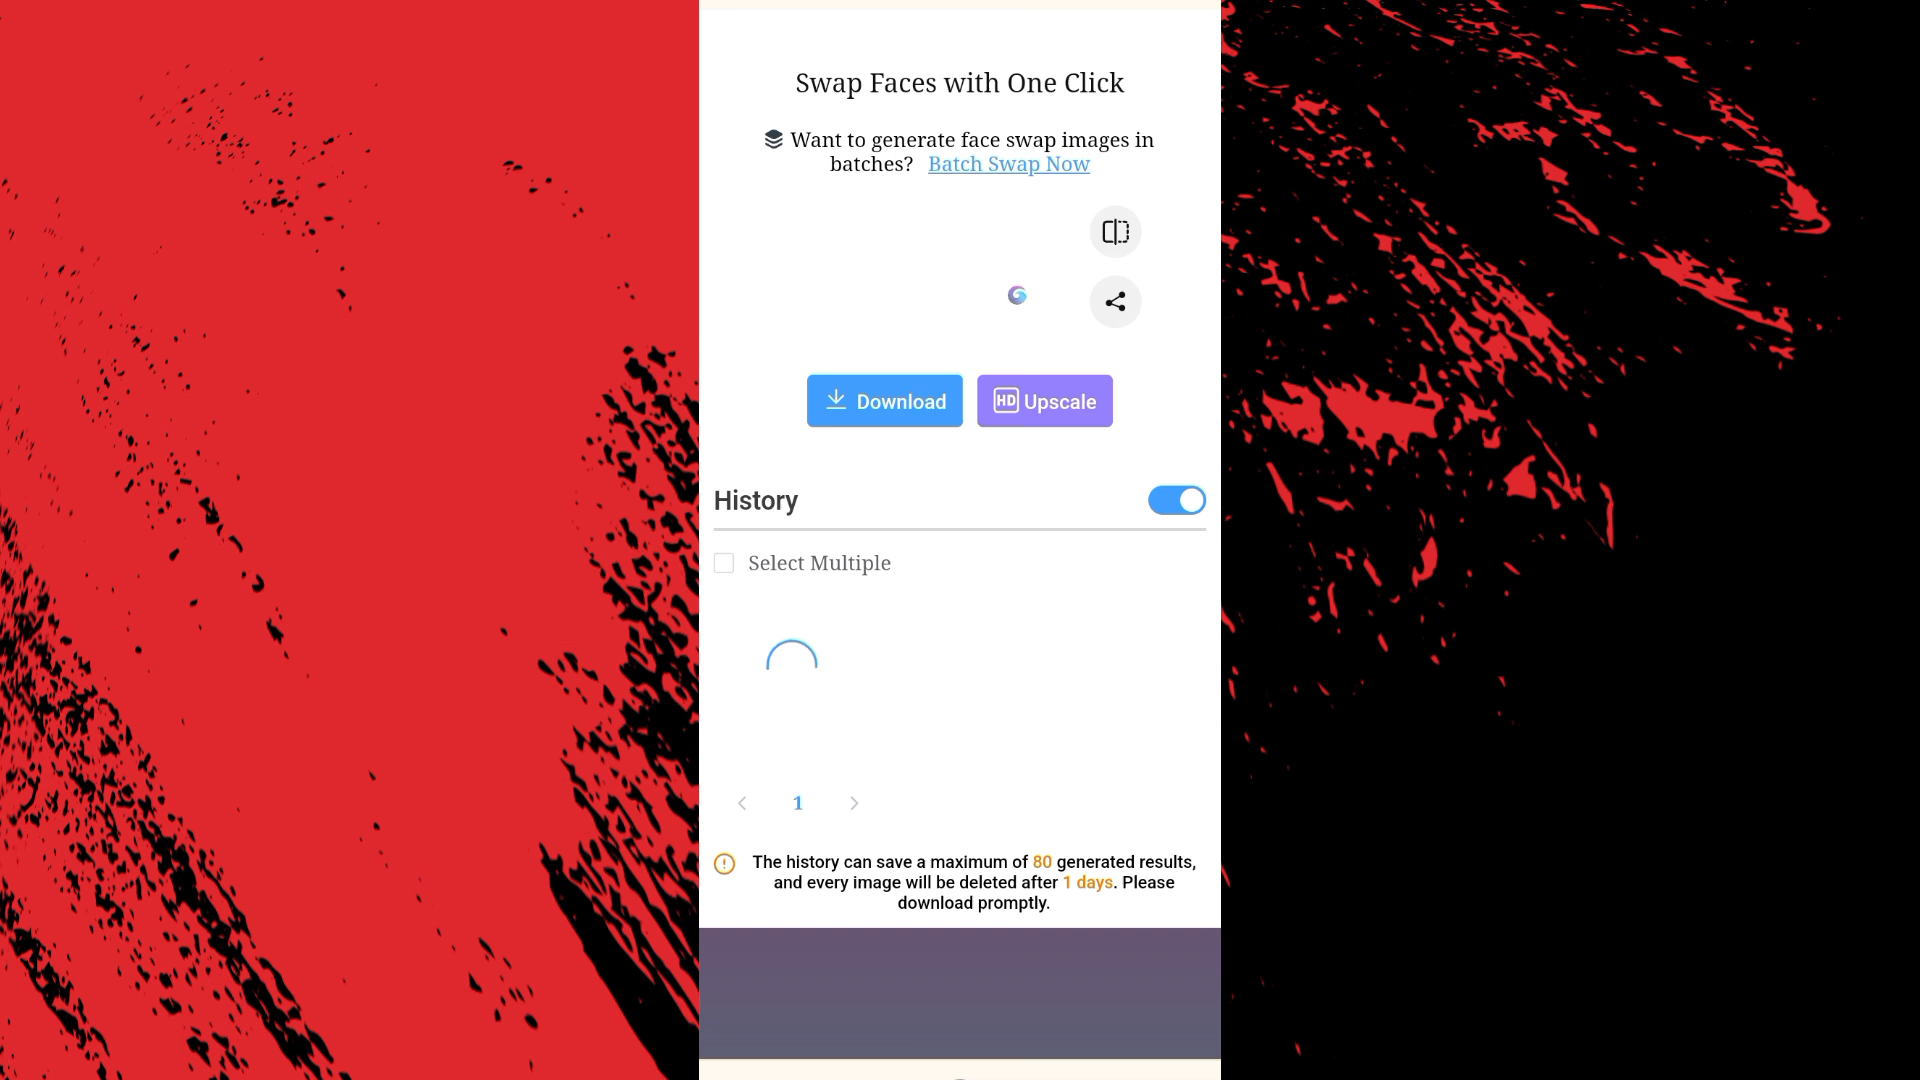 Swap Faces with One Click
Want to generate face swap images in
batches? Batch Swap Now
Download
HD Upscale
History
Select Multiple
1
The history can save a maximum of 80 generated results,
and every image will be deleted after 1 days. Please
download promptly.